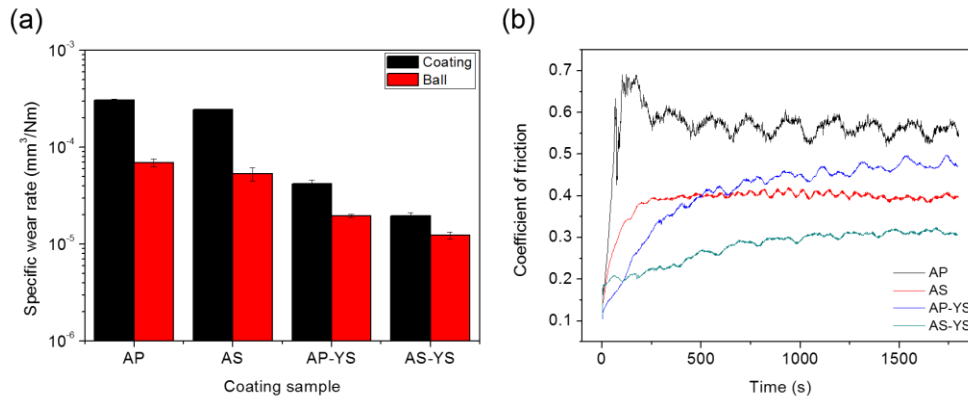 (a)
Specific wear rate (mm³/Nm)
10⁻³
10⁻⁴
10⁻⁵
10⁻⁶
Coating
Ball
AP
AS
AP-YS
AS-YS
Coating sample
(b)
Coefficient of friction
0.7
0.6
0.5
0.4
0.3
0.2
0.1
AP
AS
AP-YS
AS-YS
0 500 1000 1500
Time (s)